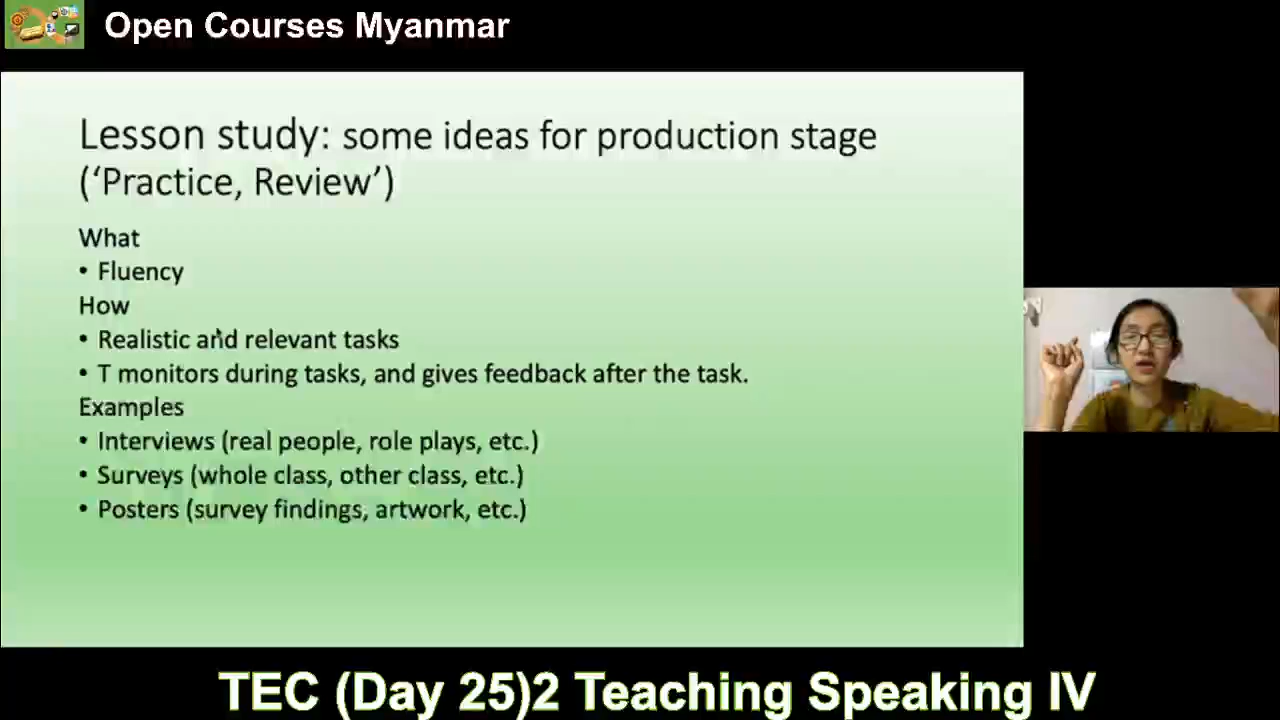 Open Courses Myanmar
Lesson study: some ideas for production stage
(‘Practice, Review’)
What
• Fluency
How
• Realistic and relevant tasks
• T monitors during tasks, and gives feedback after the task.
Examples
• Interviews (real people, role plays, etc.)
• Surveys (whole class, other class, etc.)
• Posters (survey findings, artwork, etc.)
TEC (Day 25)2 Teaching Speaking IV